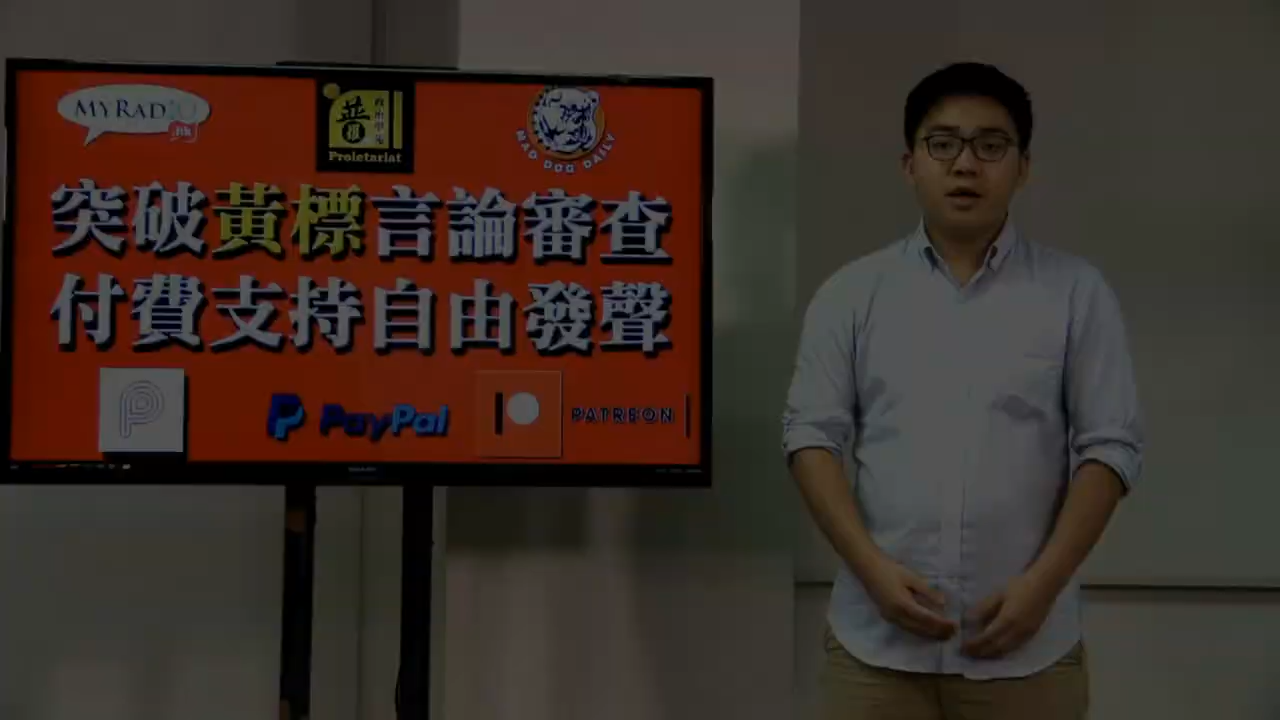 MYRADIO
.hk
普羅
政治學苑
Proletariat
MAD DOG DAILY
突破黃標言論審查
付費支持自由發聲
PayPal
PATREON